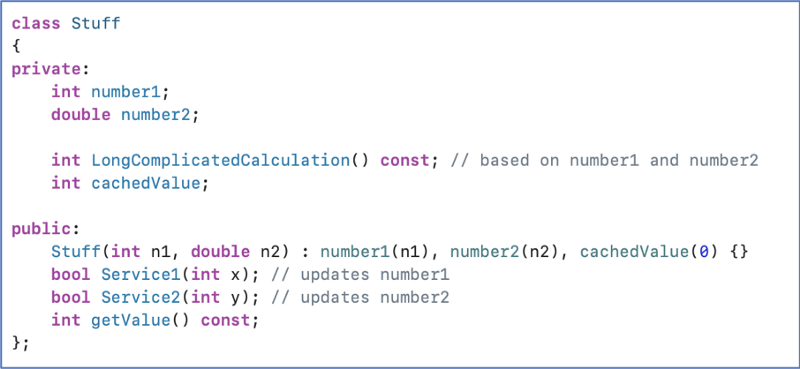 class Stuff
{
private:
    int number1;
    double number2;

    int LongComplicatedCalculation() const; // based on number1 and number2
    int cachedValue;

public:
    Stuff(int n1, double n2) : number1(n1), number2(n2), cachedValue(0) {}
    bool Service1(int x); // updates number1
    bool Service2(int y); // updates number2
    int getValue() const;
};